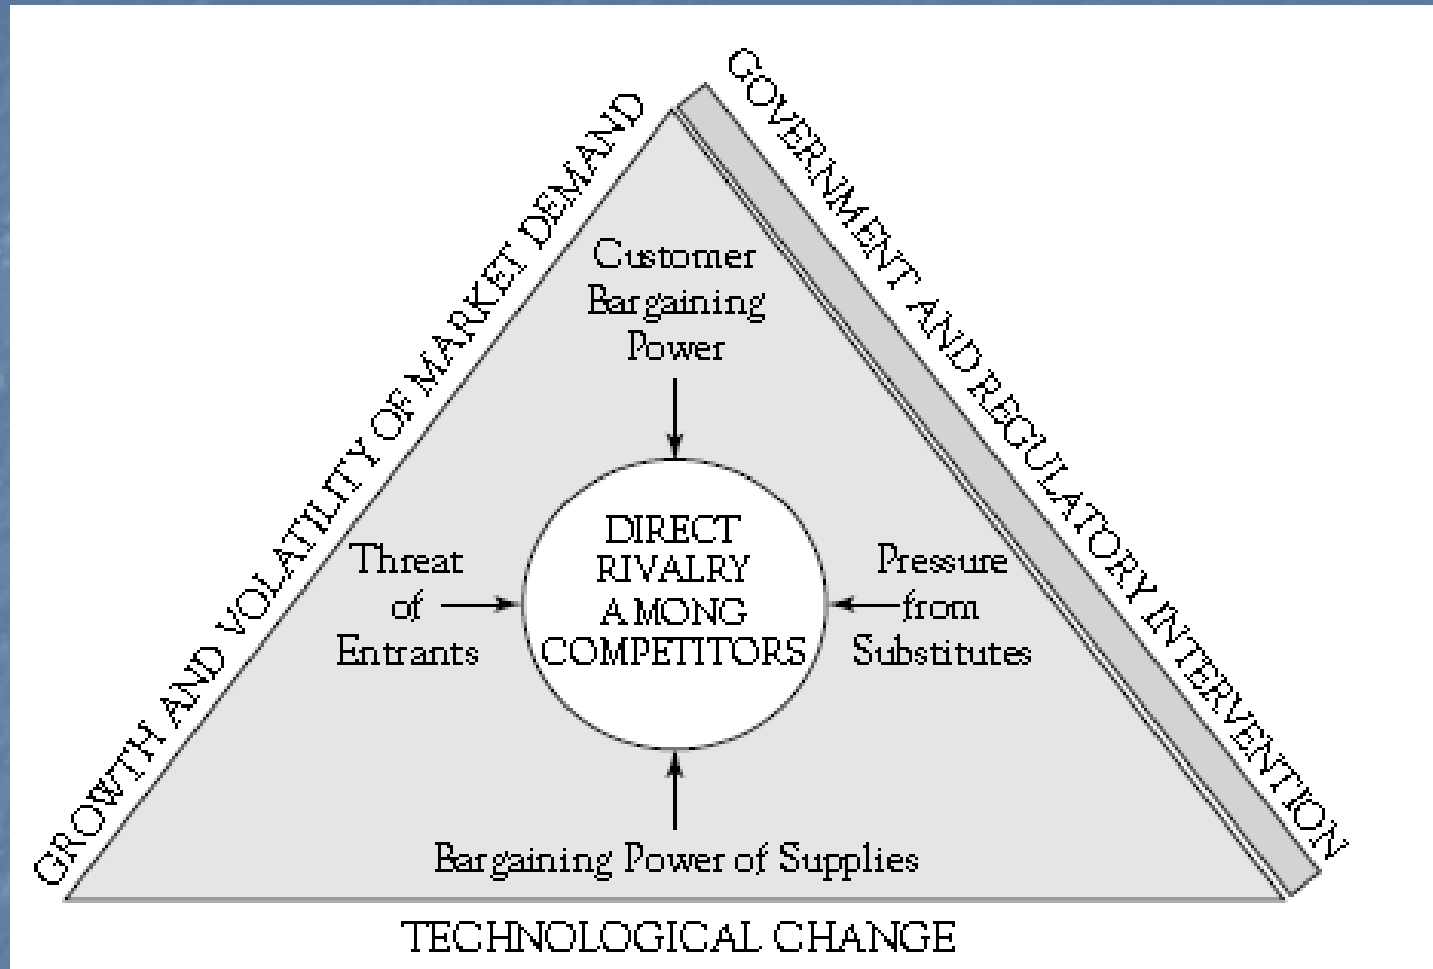 GROWTH AND VOLATILITY OF MARKET DEMAND
GOVERNMENT AND REGULATORY INTERVENTION
Customer
Bargaining
Power
Threat
of
Entrants
DIRECT
RIVALRY
AMONG
COMPETITORS
Pressure
from
Substitutes
Bargaining Power of Supplies
TECHNOLOGICAL CHANGE